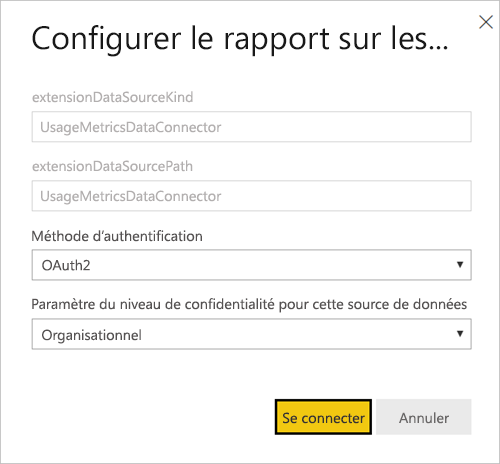 Configurer le rapport sur les...
extensionDataSourceKind
UsageMetricsDataConnector
extensionDataSourcePath
UsageMetricsDataConnector
Méthode d’authentification
OAuth2
Paramètre du niveau de confidentialité pour cette source de données
Organisationnel
Se connecter Annuler